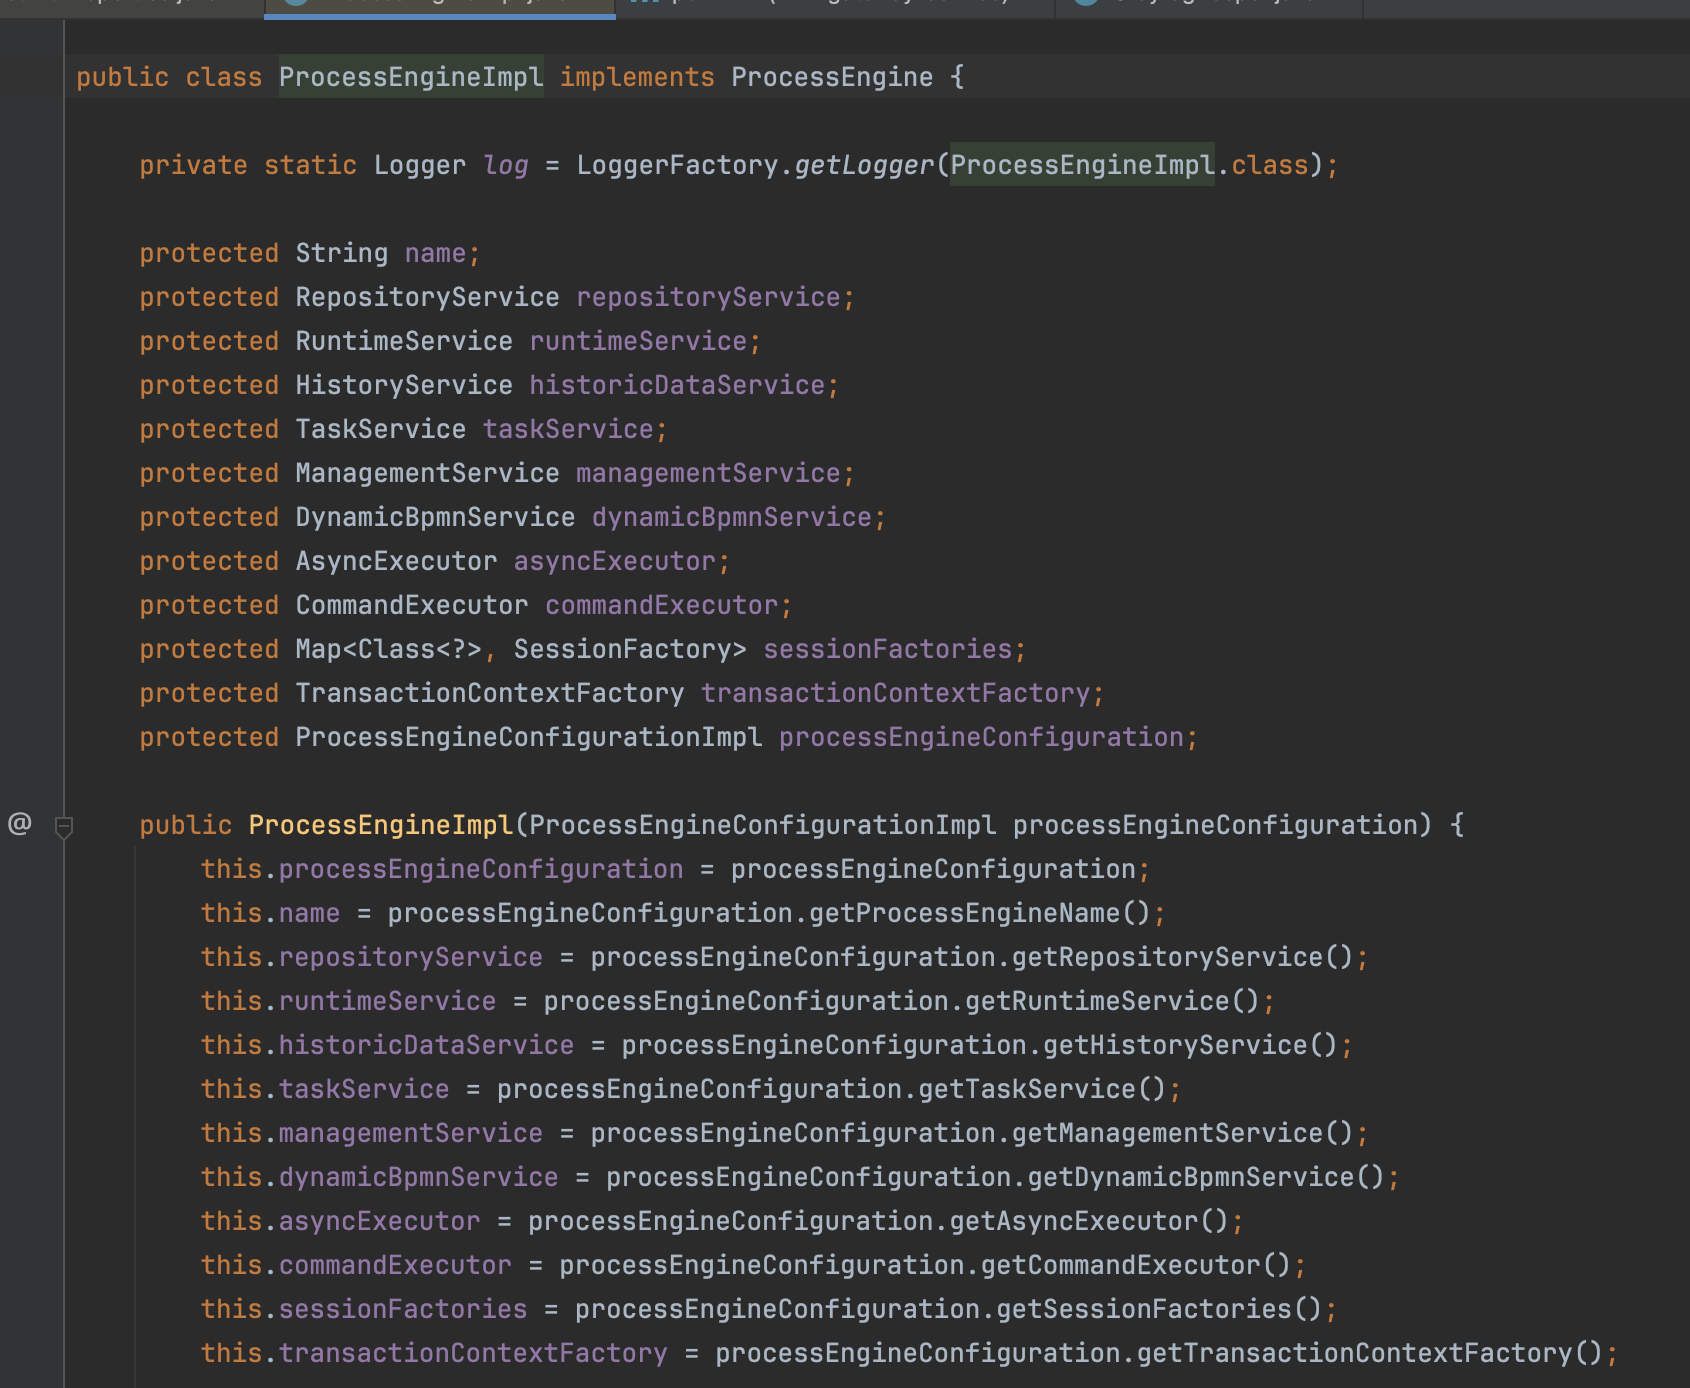 public class ProcessEngineImpl implements ProcessEngine {
private static Logger log = LoggerFactory.getLogger(ProcessEngineImpl.class);
protected String name;
protected RepositoryService repositoryService;
protected RuntimeService runtimeService;
protected HistoryService historicDataService;
protected TaskService taskService;
protected ManagementService managementService;
protected DynamicBpmnService dynamicBpmnService;
protected AsyncExecutor asyncExecutor;
protected CommandExecutor commandExecutor;
protected Map<Class<?>, SessionFactory> sessionFactories;
protected TransactionContextFactory transactionContextFactory;
protected ProcessEngineConfigurationImpl processEngineConfiguration;
@ public ProcessEngineImpl(ProcessEngineConfigurationImpl processEngineConfiguration) {
this.processEngineConfiguration = processEngineConfiguration;
this.name = processEngineConfiguration.getProcessEngineName();
this.repositoryService = processEngineConfiguration.getRepositoryService();
this.runtimeService = processEngineConfiguration.getRuntimeService();
this.historicDataService = processEngineConfiguration.getHistoryService();
this.taskService = processEngineConfiguration.getTaskService();
this.managementService = processEngineConfiguration.getManagementService();
this.dynamicBpmnService = processEngineConfiguration.getDynamicBpmnService();
this.asyncExecutor = processEngineConfiguration.getAsyncExecutor();
this.commandExecutor = processEngineConfiguration.getCommandExecutor();
this.sessionFactories = processEngineConfiguration.getSessionFactories();
this.transactionContextFactory = processEngineConfiguration.getTransactionContextFactory();